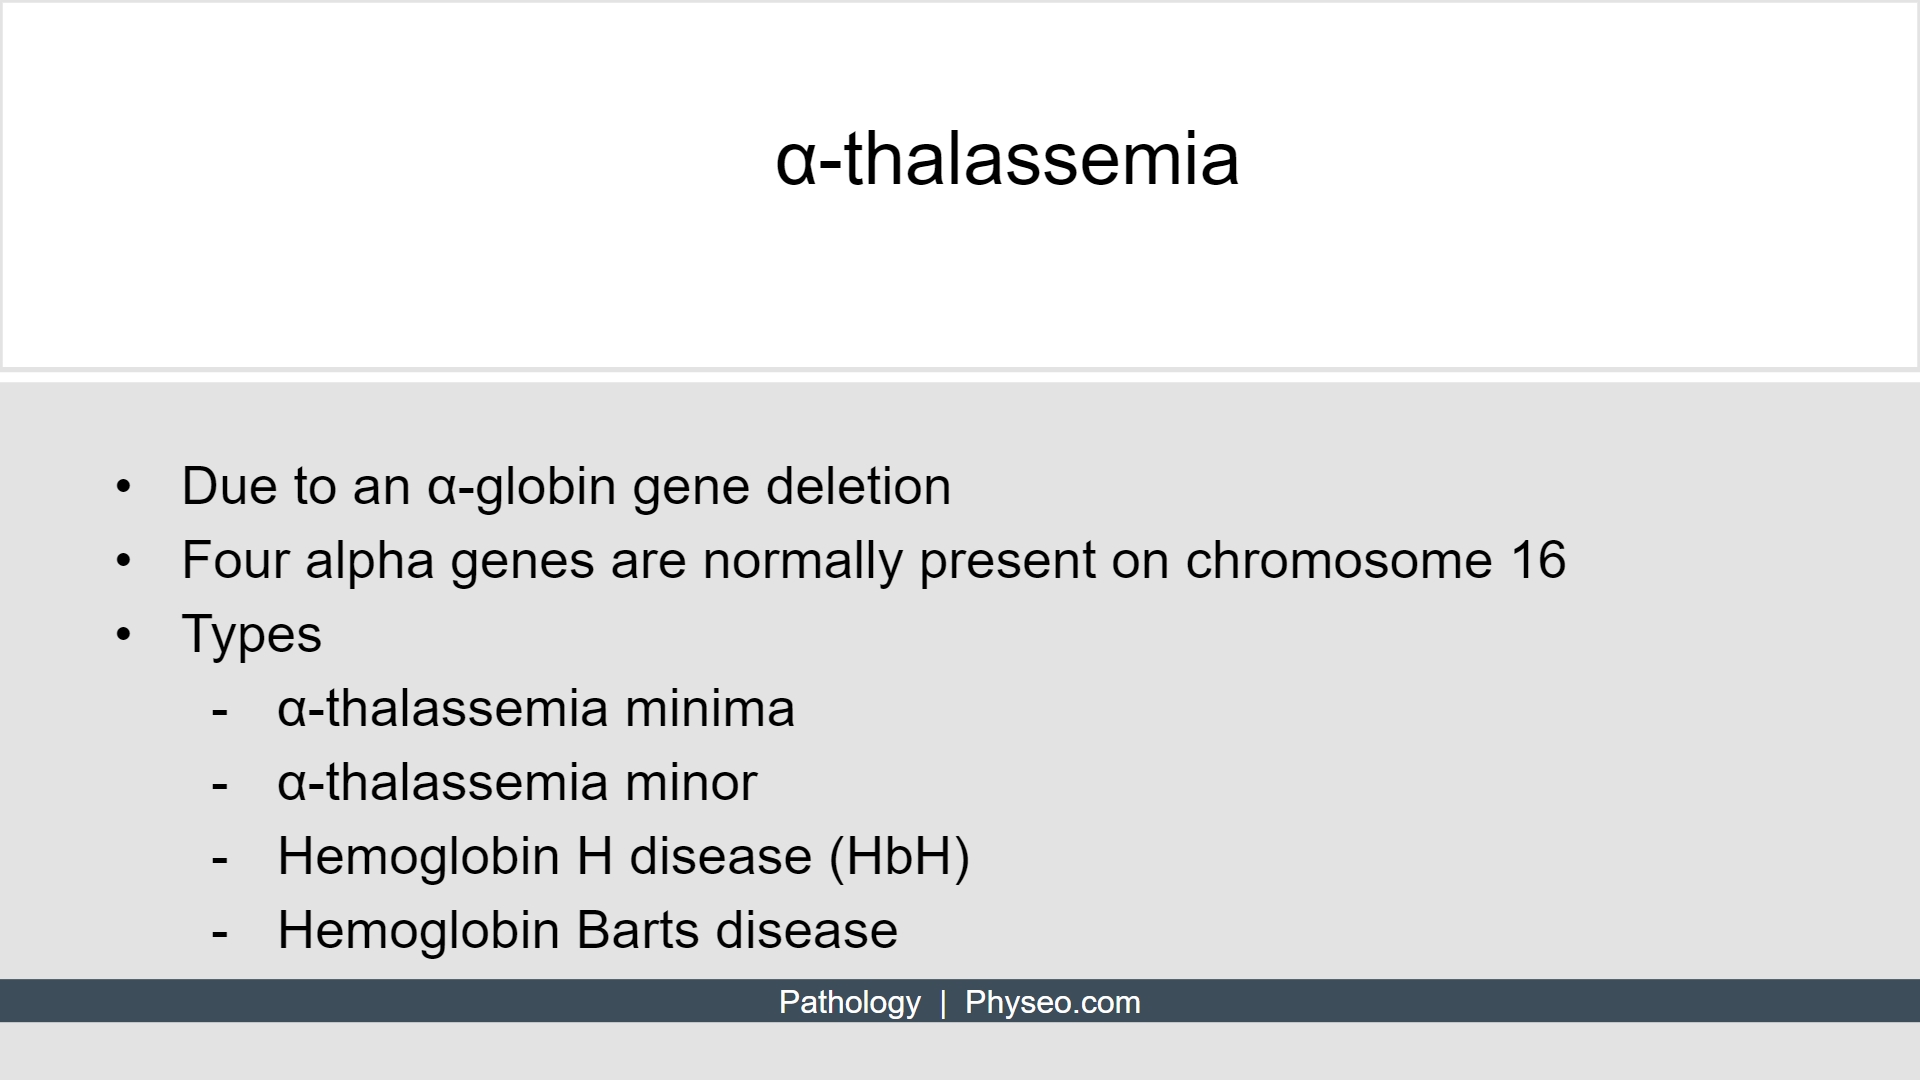 α-thalassemia
• Due to an α-globin gene deletion
• Four alpha genes are normally present on chromosome 16
• Types
- α-thalassemia minima
- α-thalassemia minor
- Hemoglobin H disease (HbH)
- Hemoglobin Barts disease
Pathology | Physeo.com